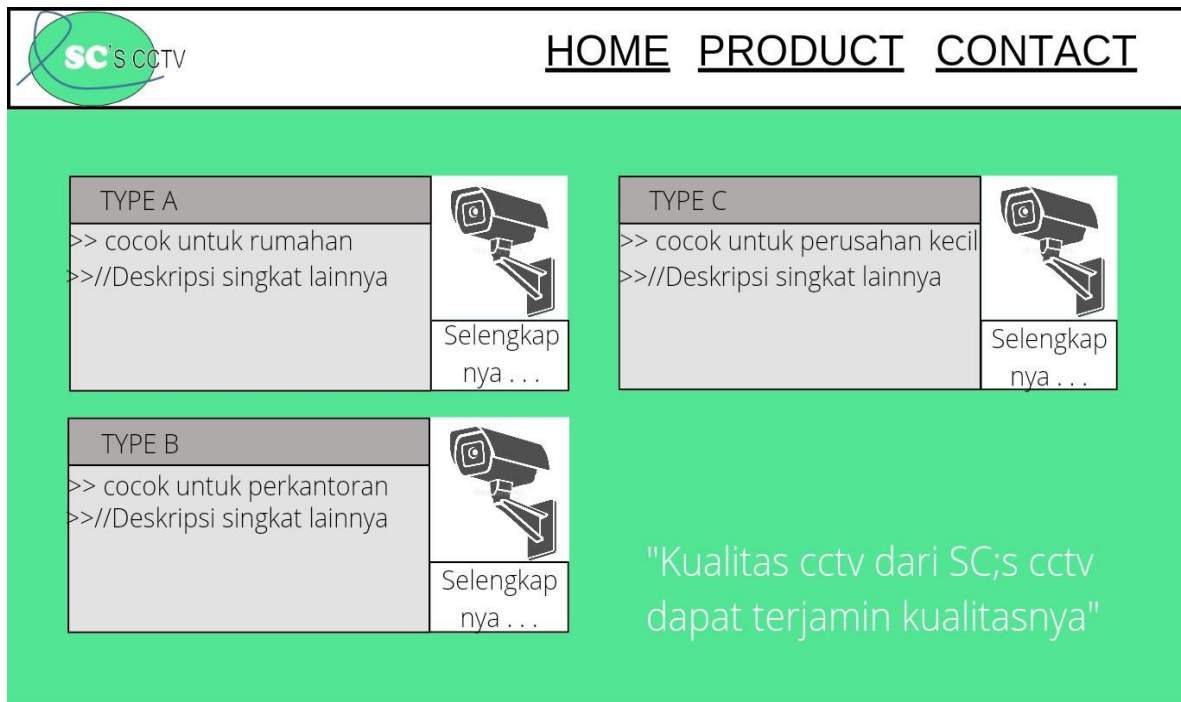 SC'S CCTV
HOME PRODUCT CONTACT
TYPE A
>> cocok untuk rumahan
>>//Deskripsi singkat lainnya
Selengkap
nya . . .
TYPE C
>> cocok untuk perusahan kecil
>>//Deskripsi singkat lainnya
Selengkap
nya . . .
TYPE B
>> cocok untuk perkantoran
>>//Deskripsi singkat lainnya
Selengkap
nya . . .
"Kualitas cctv dari SC;s cctv
dapat terjamin kualitasnya"